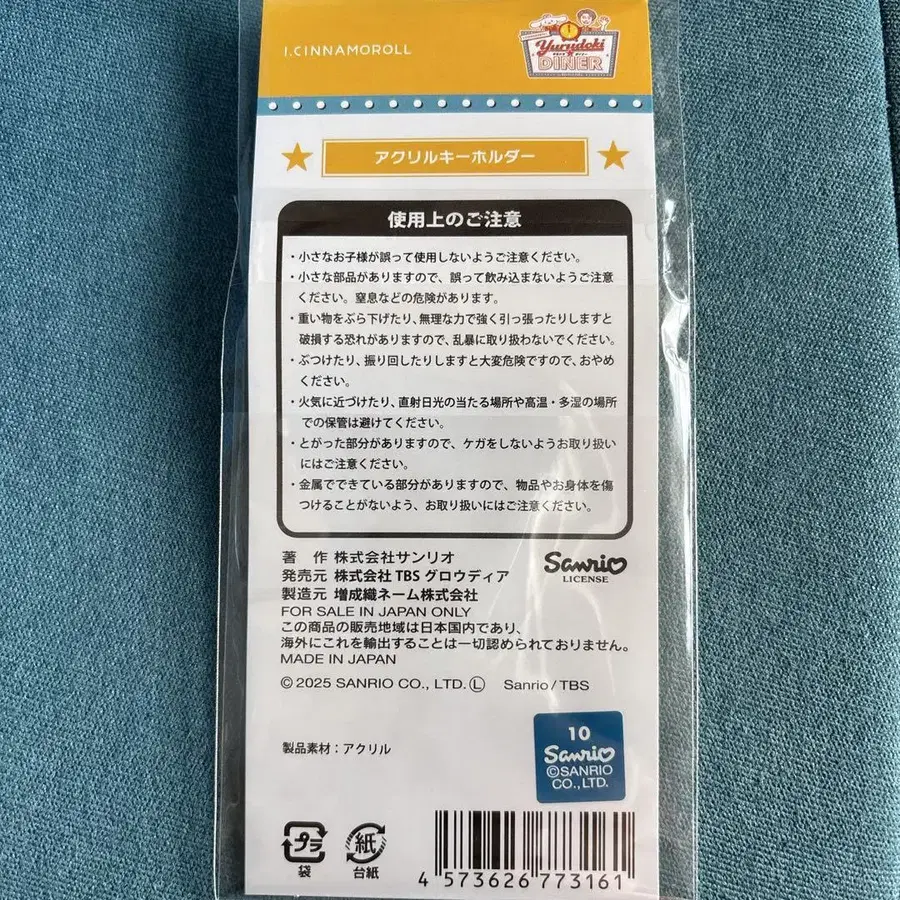 I.CINNAMOROLL
Yurudoki
DINER
アクリルキーホルダー
使用上のご注意
・小さなお子様が誤って使用しないようご注意ください。
・小さな部品がありますので、誤って飲み込まないようご注意
ください。窒息などの危険があります。
・重い物をぶら下げたり、無理な力で強く引っ張ったりしますと
破損する恐れがありますので、乱暴に取り扱わないでください。
・ぶつけたり、振り回したりしますと大変危険ですので、おやめ
ください。
・火気に近づけたり、直射日光の当たる場所や高温・多湿の場所
での保管は避けてください。
・とがった部分がありますので、ケガをしないようお取り扱い
にはご注意ください。
・金属でできている部分がありますので、物品やお身体を傷
つけることがないよう、お取り扱いにはご注意ください。
著 作 株式会社サンリオ
発売元 株式会社 TBS グロウディア
製造元 増成織ネーム株式会社
Sanrio
LICENSE
FOR SALE IN JAPAN ONLY
この商品の販売地域は日本国内であり、
海外にこれを輸出することは一切認められておりません。
MADE IN JAPAN
©2025 SANRIO CO., LTD. Ⓛ Sanrio/TBS
製品素材：アクリル
10
Sanrio
©SANRIO
CO.,LTD.
プラ
袋
紙
台紙
4 573626 773161